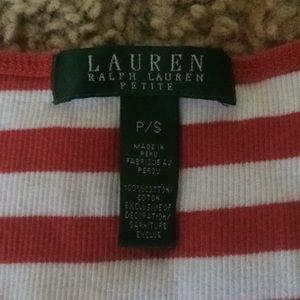 LAUREN
RALPH LAUREN
PETITE
P/S
MADE IN
PERU
FABRIQUE AU
PEROU
100%COTTON/
COTON
EXCLUSIVE OF
DECORATION/
GARNITURE
EXCLUE